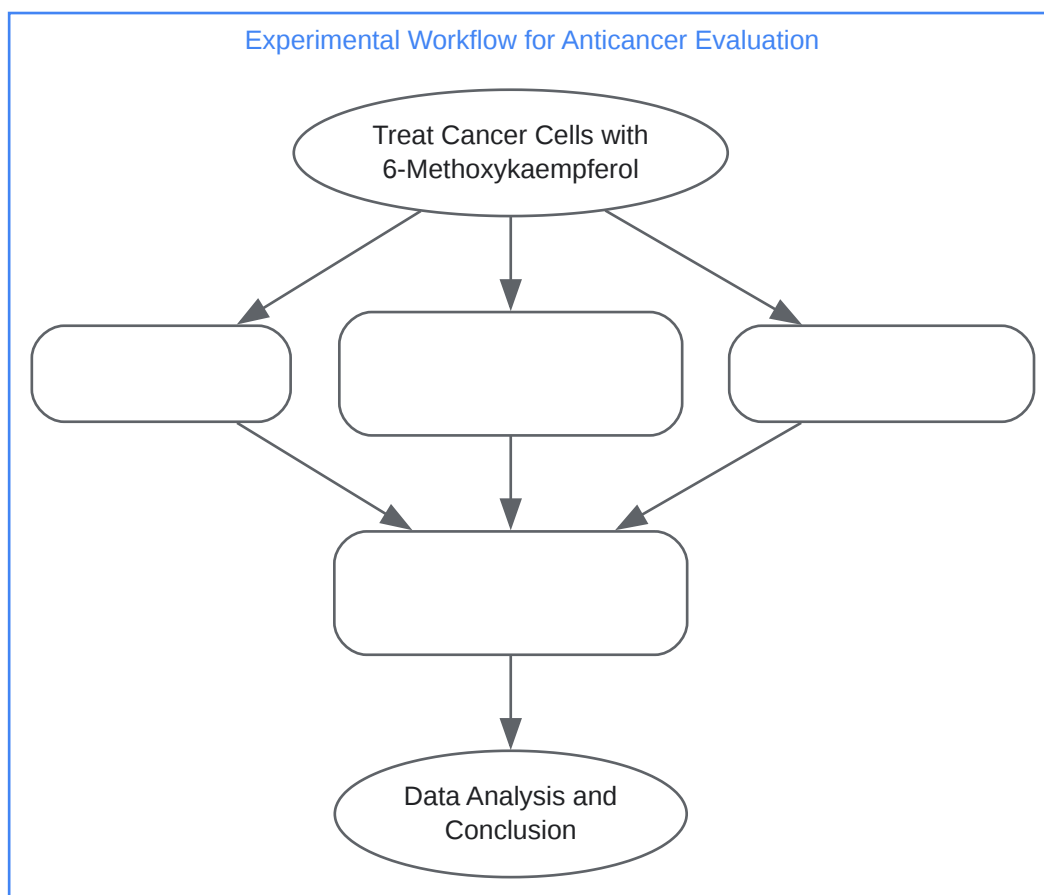 Experimental Workflow for Anticancer Evaluation
Treat Cancer Cells with
6-Methoxykaempferol
Data Analysis and
Conclusion